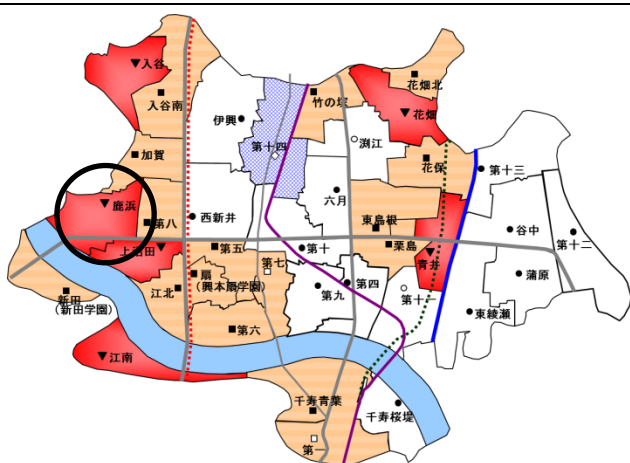 入谷
入谷南
伊興
竹の塚
花畑北
花畑
加賀
第十四
渕江
花保
第十三
鹿浜
第八
西新井
六月
東島根
栗島
谷中
第十二
上沼田
第五
第十
青井
蒲原
新田
(新田学園)
江北
扇
(興本扇学園)
第七
第九
第四
第十一
東綾瀬
第六
江南
千寿青葉
千寿桜堤
第一